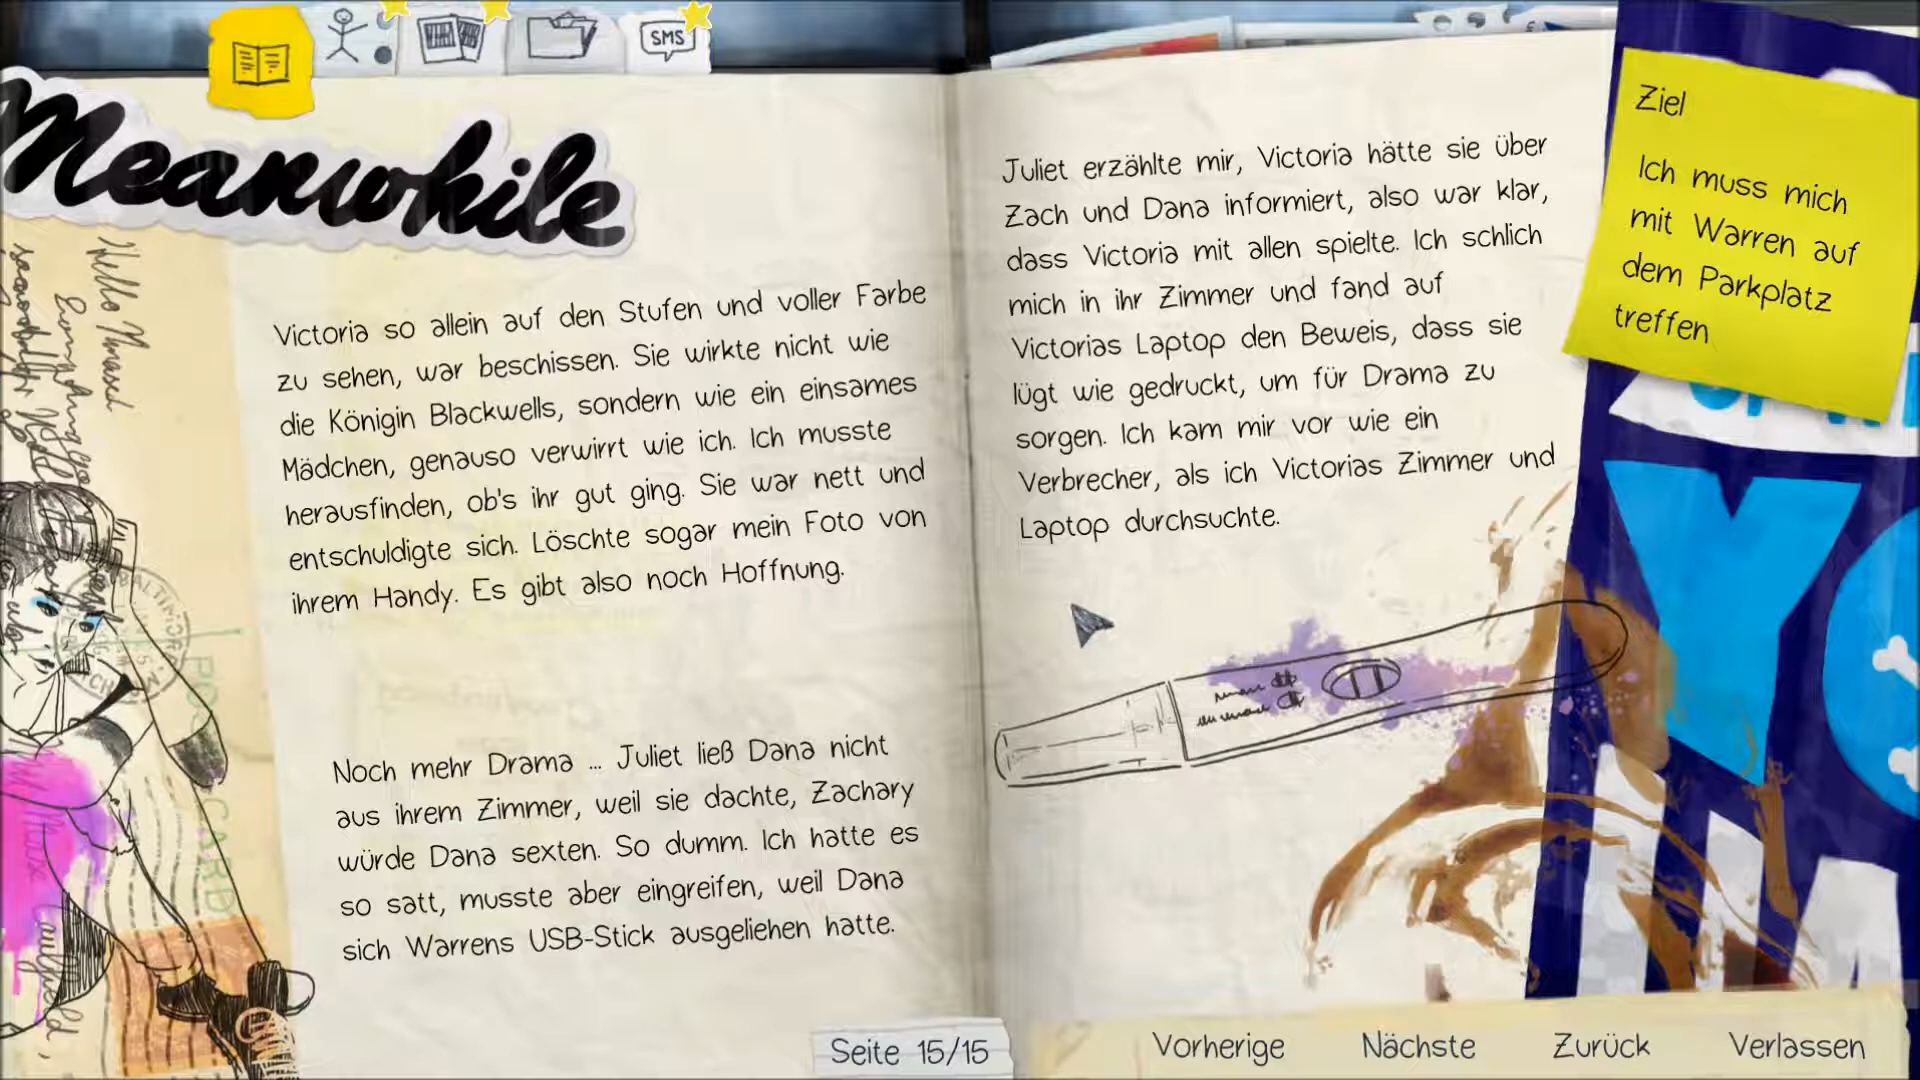 SMS
Meanwhile
Victoria so allein auf den Stufen und voller Farbe
zu sehen, war beschissen. Sie wirkte nicht wie
die Königin Blackwells, sondern wie ein einsames
Mädchen, genauso verwirrt wie ich. Ich musste
herausfinden, ob's ihr gut ging. Sie war nett und
entschuldigte sich. Löschte sogar mein Foto von
ihrem Handy. Es gibt also noch Hoffnung.
Noch mehr Drama ... Juliet ließ Dana nicht
aus ihrem Zimmer, weil sie dachte, Zachary
würde Dana sexten. So dumm. Ich hatte es
so satt, musste aber eingreifen, weil Dana
sich Warrens USB-Stick ausgeliehen hatte.
Juliet erzählte mir, Victoria hätte sie über
Zach und Dana informiert, also war klar,
dass Victoria mit allen spielte. Ich schlich
mich in ihr Zimmer und fand auf
Victorias Laptop den Beweis, dass sie
lügt wie gedruckt, um für Drama zu
sorgen. Ich kam mir vor wie ein
Verbrecher, als ich Victorias Zimmer und
Laptop durchsuchte.
Ziel
Ich muss mich
mit Warren auf
dem Parkplatz
treffen
Seite 15/15
Vorherige
Nächste
Zurück
Verlassen